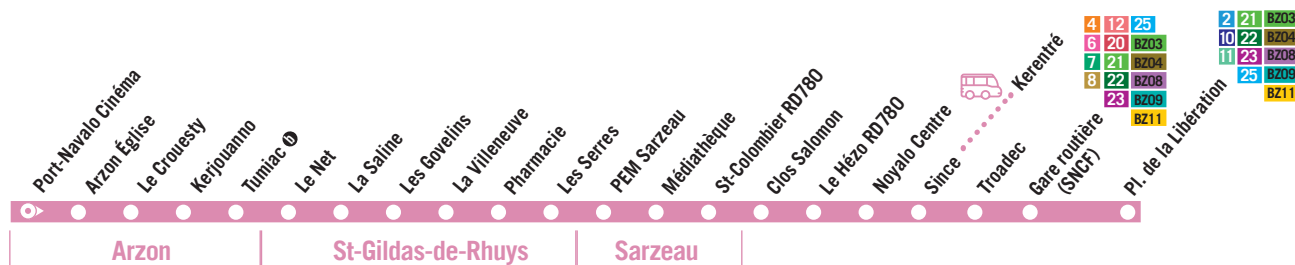 Port-Navalo Cinéma
Arzon Église
Le Crouesty
Kerjouanno
Tumiac h
Le Net
La Saline
Les Govelins
La Villeneuve
Pharmacie
Les Serres
PEM Sarzeau
Médiathèque
St-Colombier RD780
Clos Salomon
Le Hézo RD780
Noyalo Centre
Since
Kerentré
Troadec
Gare routière
(SNCF)
4 12 25
6 20 BZ03
7 21 BZ04
8 22 BZ08
23 BZ09
BZ11
Pl. de la Libération
2 21 BZ03
10 22 BZ04
11 23 BZ08
25 BZ09
BZ11
Arzon
St-Gildas-de-Rhuys
Sarzeau